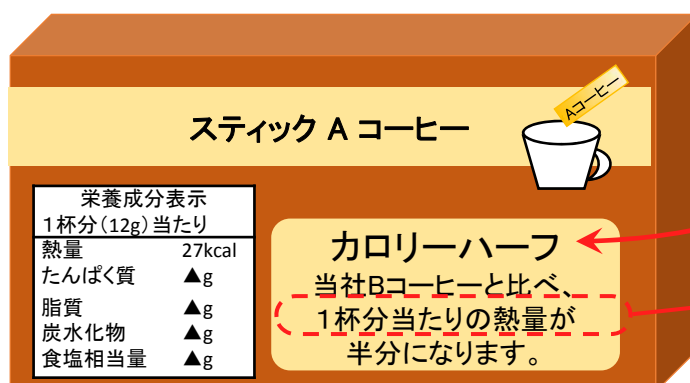 Aコーヒー
スティック A コーヒー
栄養成分表示
1杯分(12g)当たり
熱量 27kcal
たんぱく質 ▲g
脂質 ▲g
炭水化物 ▲g
食塩相当量 ▲g
カロリーハーフ
当社Bコーヒーと比べ、
1杯分当たりの熱量が
半分になります。